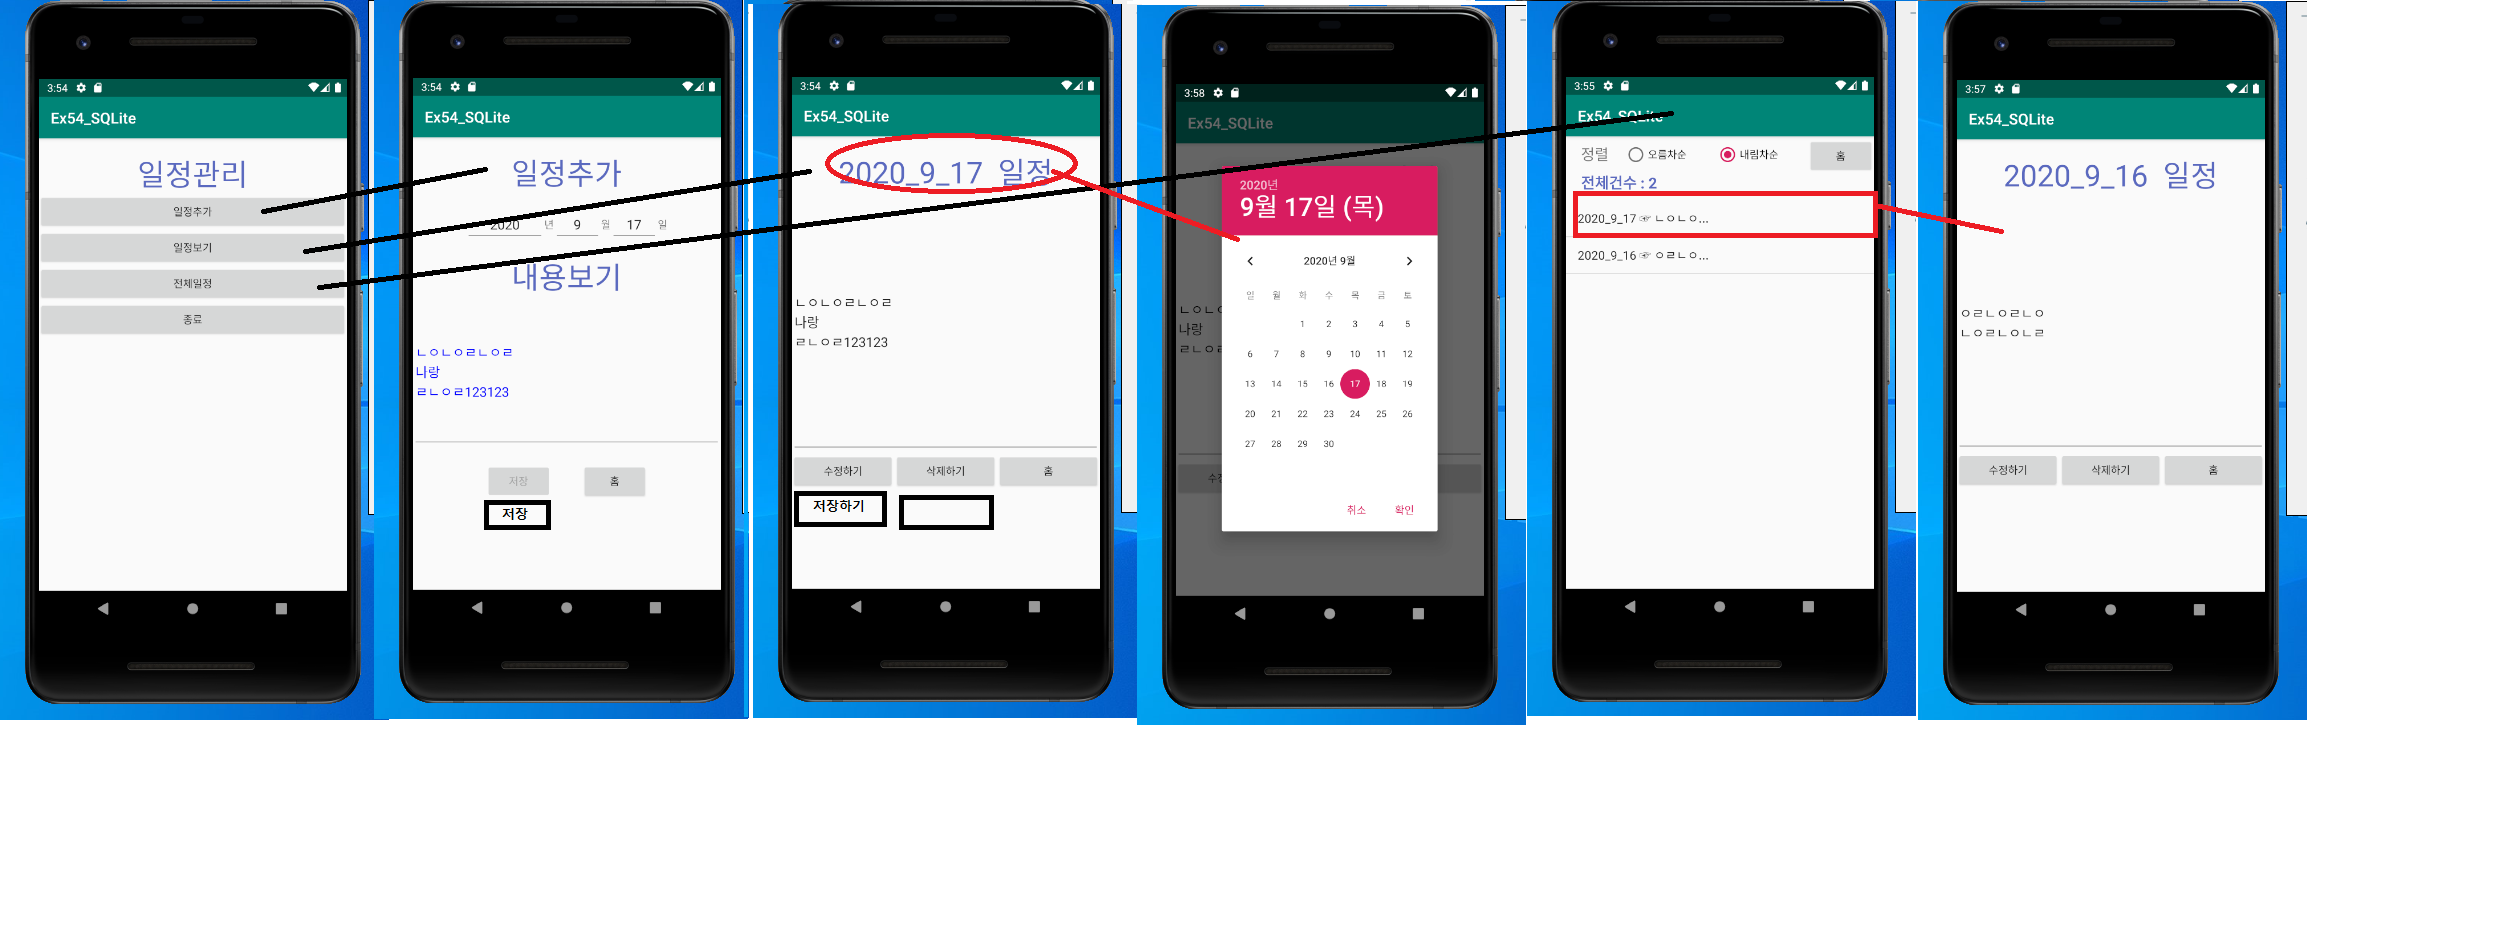 3:54
Ex54_SQLite
일정관리
일정추가
일정보기
전체일정
종료
3:54
Ex54_SQLite
일정추가
2020 년 9 월 17 일
내용보기
ㄴㅇㄴㅇㄹㄴㅇㄹ
나랑
ㄹㄴㅇㄹ123123
저장 홈
저장
3:54
Ex54_SQLite
2020_9_17 일정
ㄴㅇㄴㅇㄹㄴㅇㄹ
나랑
ㄹㄴㅇㄹ123123
수정하기 삭제하기 홈
저장하기
3:58
Ex54_SQLite
2020년
9월 17일 (목)
2020년 9월
일 월 화 수 목 금 토
1 2 3 4 5
6 7 8 9 10 11 12
13 14 15 16 17 18 19
20 21 22 23 24 25 26
27 28 29 30
ㄴㅇㄴㅇ
나랑
ㄹㄴㅇㄹ
수정
취소 확인
3:55
Ex54_SQLite
정렬 오름차순 내림차순 홈
전체건수 : 2
2020_9_17 ☞ ㄴㅇㄴㅇ...
2020_9_16 ☞ ㅇㄹㄴㅇ...
3:57
Ex54_SQLite
2020_9_16 일정
ㅇㄹㄴㅇㄹㄴㅇ
ㄴㅇㄹㄴㅇㄴㄹ
수정하기 삭제하기 홈